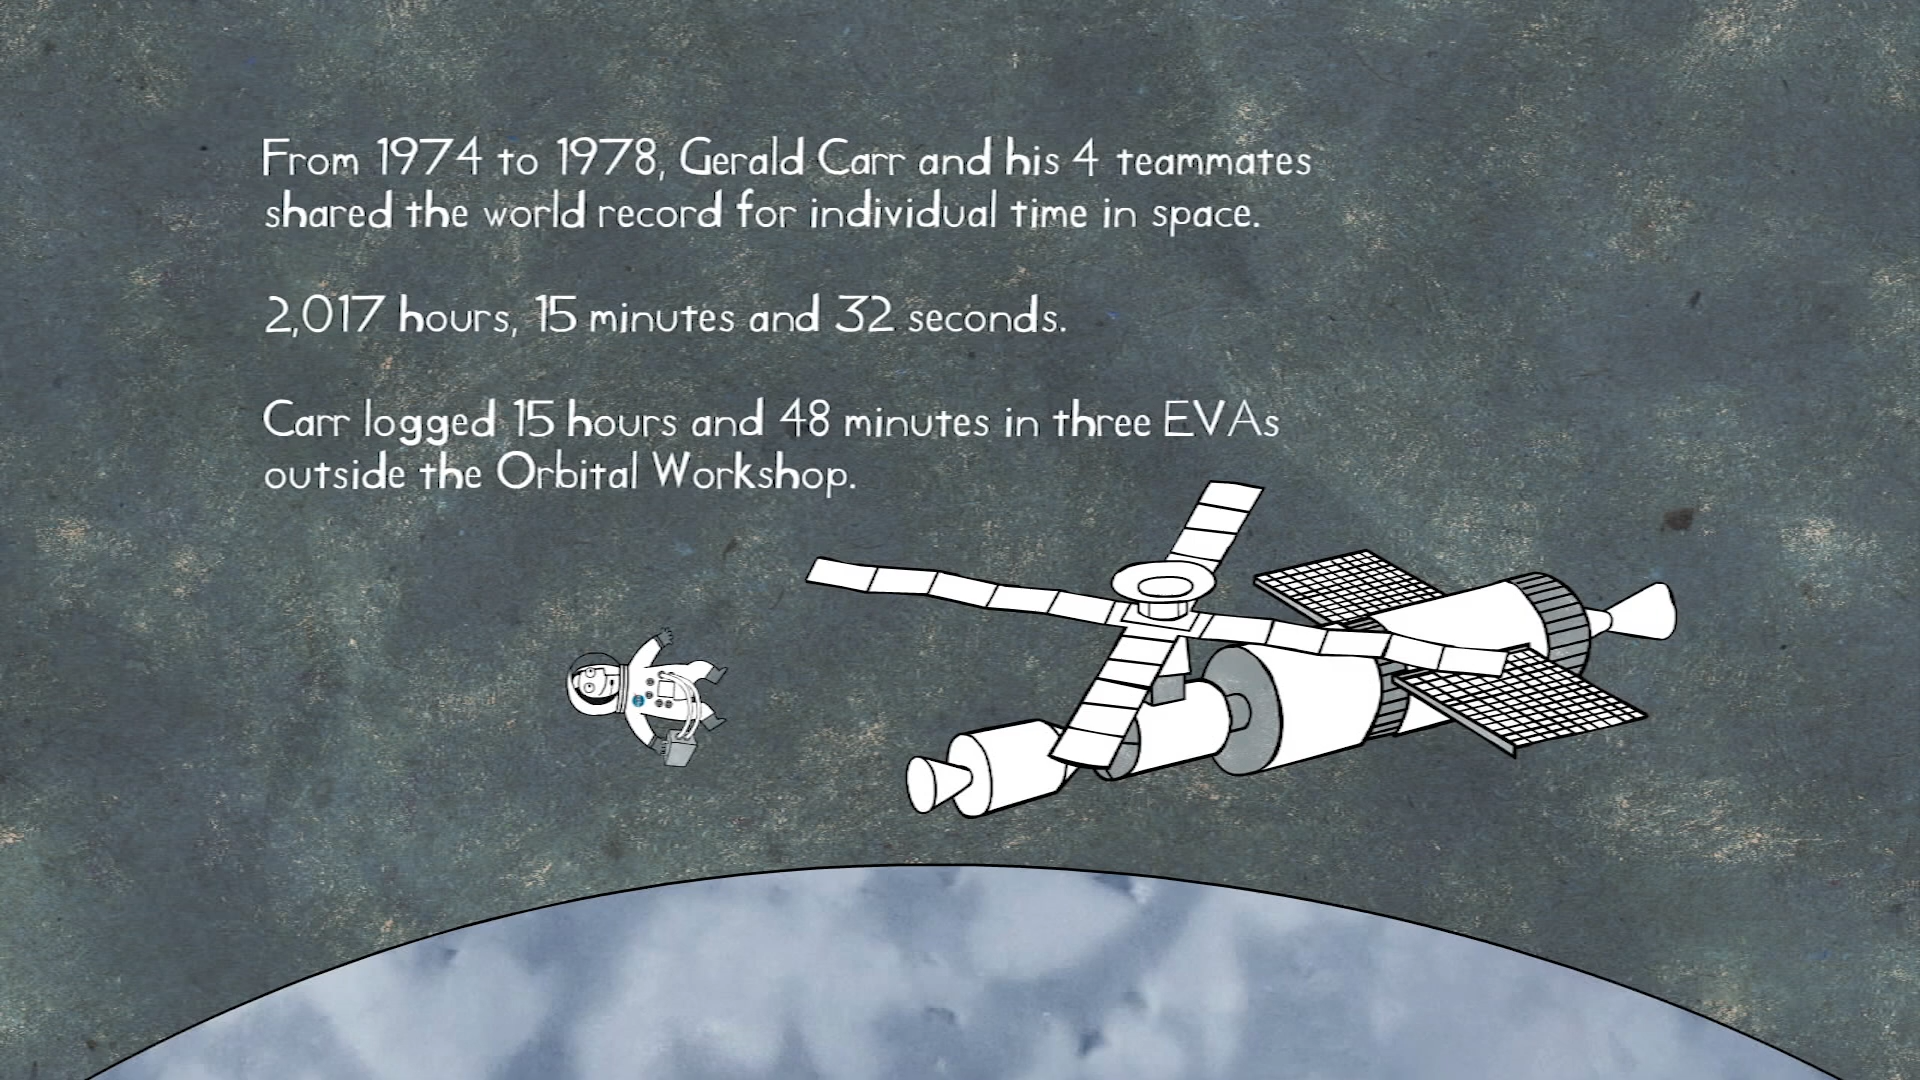 From 1974 to 1978, Gerald Carr and his 4 teammates
shared the world record for individual time in space.
2,017 hours, 15 minutes and 32 seconds.
Carr logged 15 hours and 48 minutes in three EVAs
outside the Orbital Workshop.